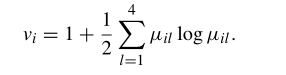 v_i = 1 + \frac{1}{2} \sum_{l=1}^{4} \mu_{il} \log \mu_{il}.